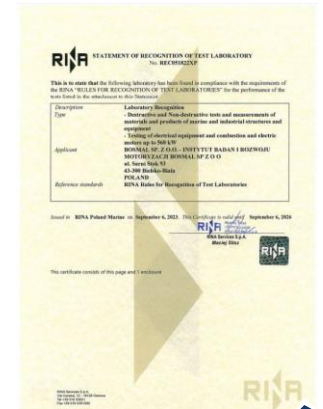 RINA
STATEMENT OF RECOGNITION OF TEST LABORATORY
No. REC051022XP
This is to state that the following laboratory has been found in compliance with the requirements of
the RINA "RULES FOR RECOGNITION OF TEST LABORATORIES" for the performance of the
tests listed in the attachment to this Statement.
Description Laboratory Recognition
Type - Destructive and Non-destructive tests and measurements of
materials and products of marine and industrial structures and
equipment
- Testing of electrical equipment and combustion and electric
motors up to 560 kW
Applicant BOSMAL SP. Z O.O. - INSTYTUT BADAN I ROZWOJU
MOTORYZACJI BOSMAL SP Z O O
ul. Sarni Stok 93
43-300 Bielsko-Biala
POLAND
Reference standards RINA Rules for Recognition of Test Laboratories
Issued in RINA Poland Marine on September 6, 2023. This Certificate is valid until September 6, 2026
RINA
RINA Services S.p.A.
Maciej Glinz
RINA
This certificate consists of this page and 1 enclosure
RINA Services S.p.A.
RINA